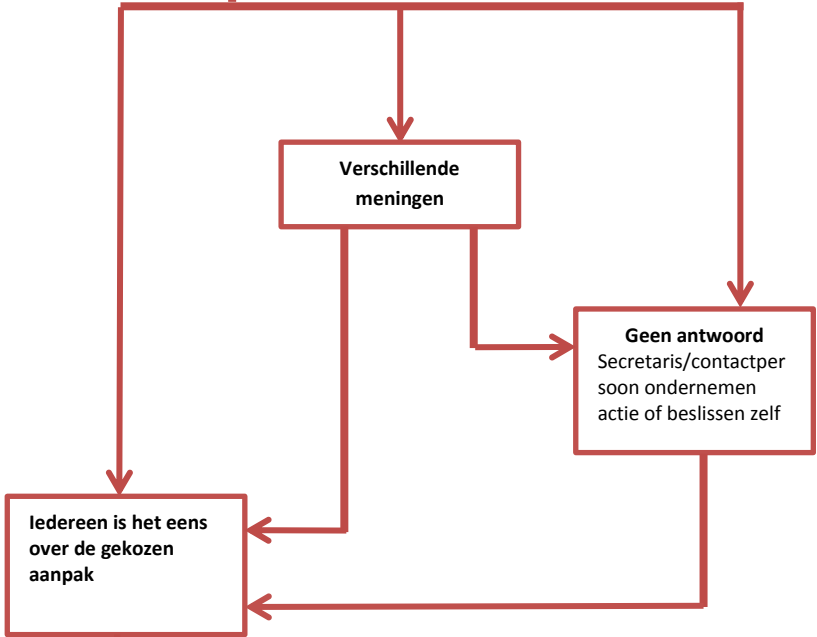 Verschillende
meningen
Geen antwoord
Secretaris/contactper
soon ondernemen
actie of beslissen zelf
Iedereen is het eens
over de gekozen
aanpak